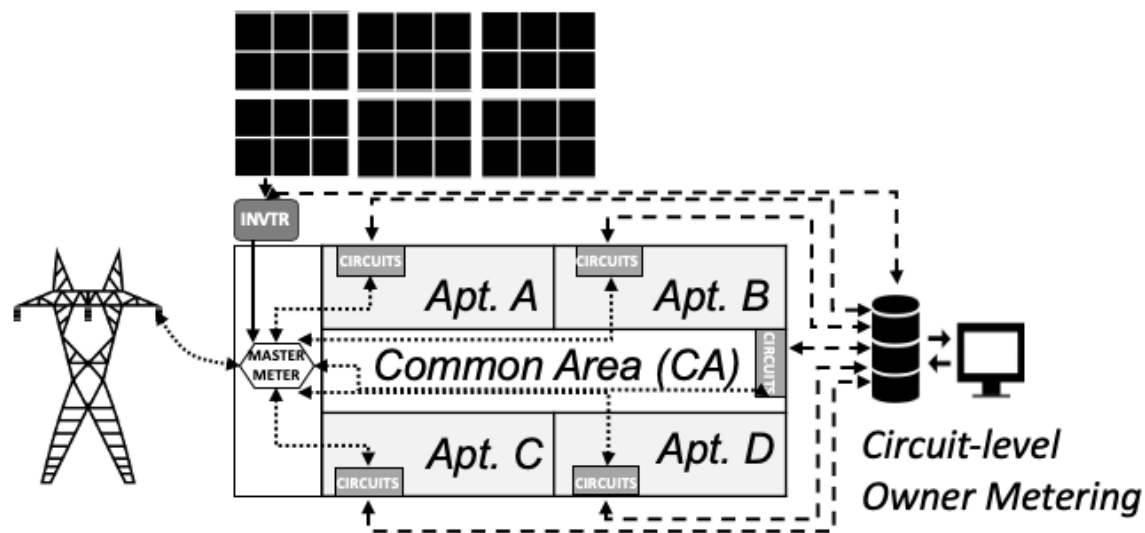 INVTR
CIRCUITS
CIRCUITS
Apt. A
Apt. B
MASTER
METER
Common Area (CA)
CIRCUITS
Apt. C
Apt. D
CIRCUITS
CIRCUITS
Circuit-level
Owner Metering